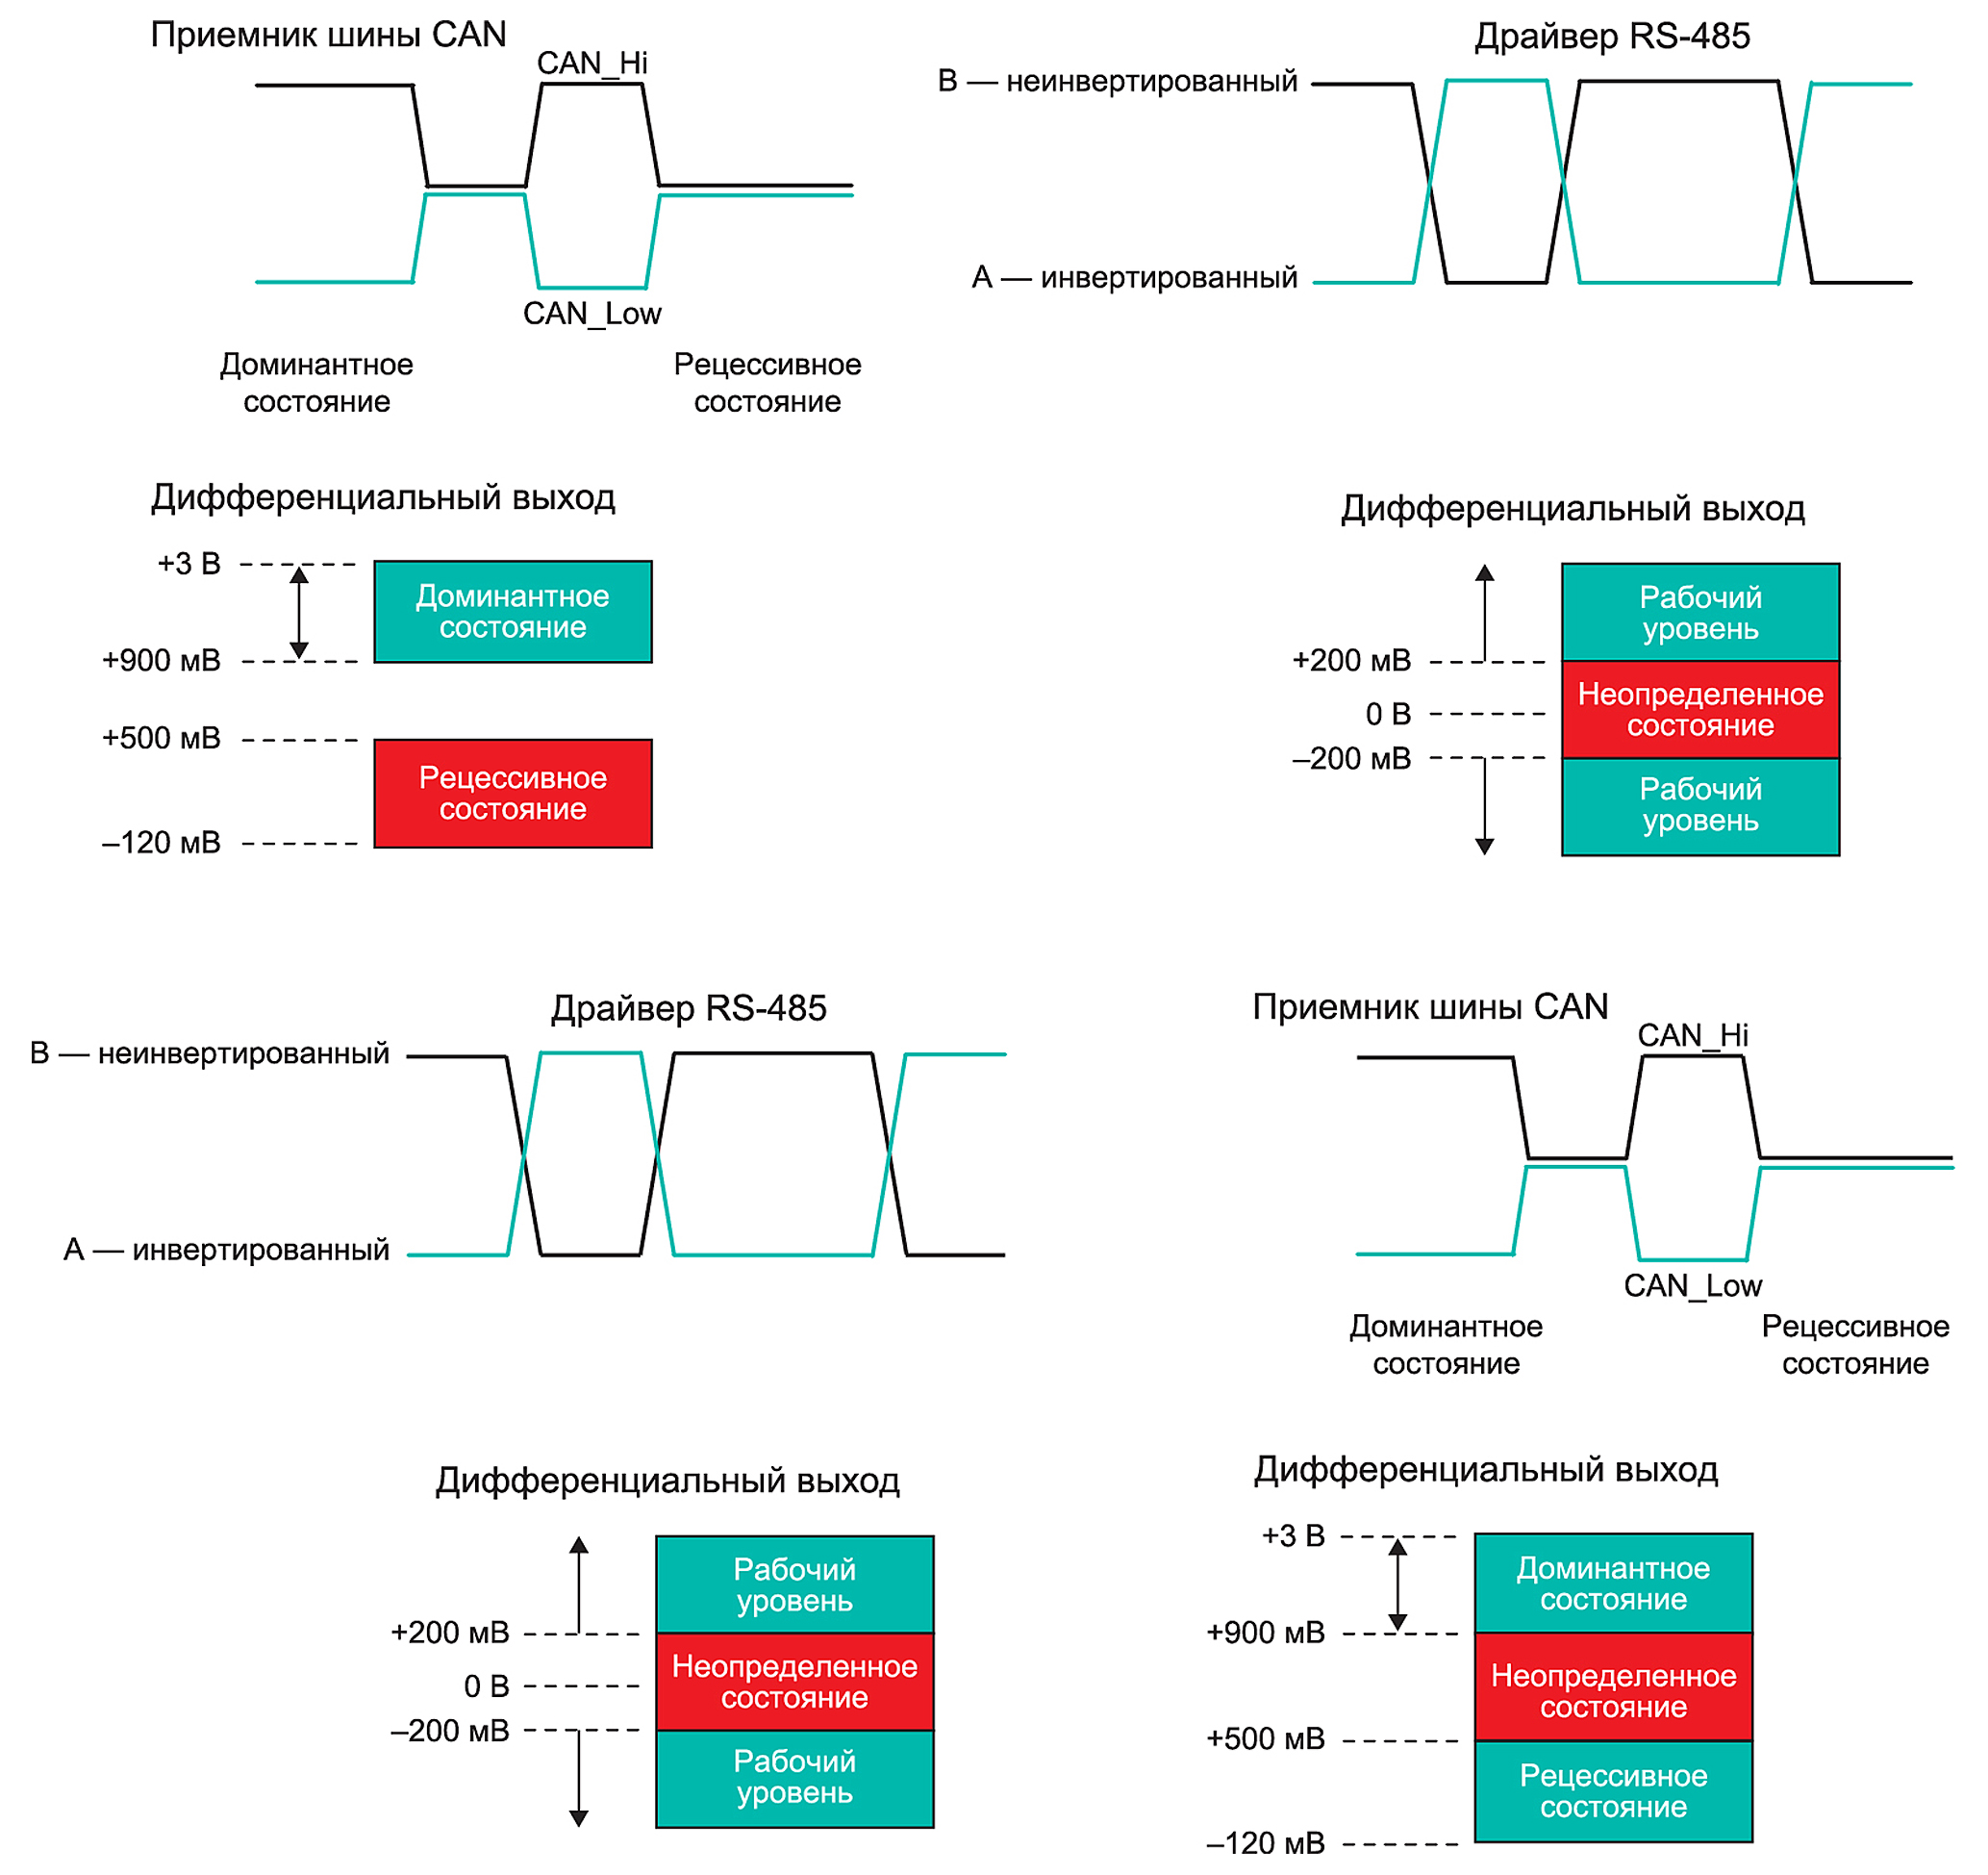 Приемник шины CAN
CAN_Hi
CAN_Low
Доминантное
состояние
Рецессивное
состояние
Драйвер RS-485
B — неинвертированный
A — инвертированный
Дифференциальный выход
+3 В
+900 мВ
+500 мВ
–120 мВ
Доминантное
состояние
Рецессивное
состояние
Дифференциальный выход
+200 мВ
0 В
–200 мВ
Рабочий
уровень
Неопределенное
состояние
Рабочий
уровень
Драйвер RS-485
B — неинвертированный
A — инвертированный
Приемник шины CAN
CAN_Hi
CAN_Low
Доминантное
состояние
Рецессивное
состояние
Дифференциальный выход
+200 мВ
0 В
–200 мВ
Рабочий
уровень
Неопределенное
состояние
Рабочий
уровень
Дифференциальный выход
+3 В
+900 мВ
+500 мВ
–120 мВ
Доминантное
состояние
Неопределенное
состояние
Рецессивное
состояние